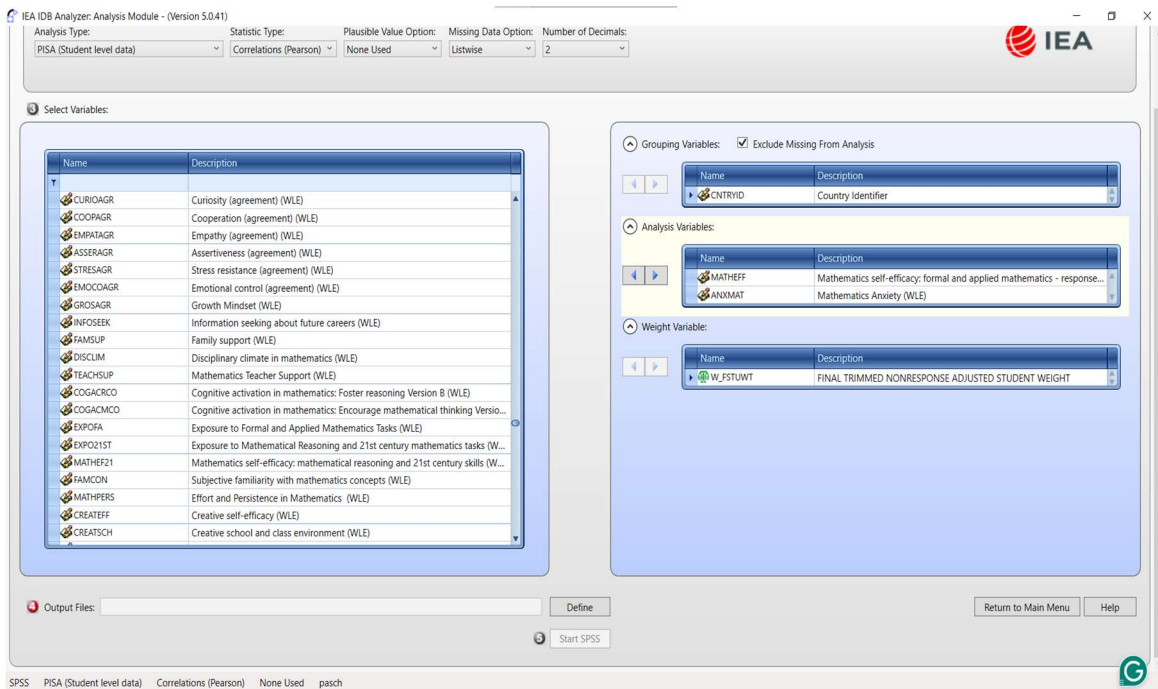 IEA IDB Analyzer: Analysis Module - (Version 5.0.41)
Analysis Type: Statistic Type: Plausible Value Option: Missing Data Option: Number of Decimals:
PISA (Student level data) Correlations (Pearson) None Used Listwise 2
IEA
3 Select Variables:
Name Description
CURIOAGR Curiosity (agreement) (WLE)
COOPAGR Cooperation (agreement) (WLE)
EMPATAGR Empathy (agreement) (WLE)
ASSERAGR Assertiveness (agreement) (WLE)
STRESAGR Stress resistance (agreement) (WLE)
EMOCOAGR Emotional control (agreement) (WLE)
GROSAGR Growth Mindset (WLE)
INFOSEEK Information seeking about future careers (WLE)
FAMSUP Family support (WLE)
DISCLIM Disciplinary climate in mathematics (WLE)
TEACHSUP Mathematics Teacher Support (WLE)
COGACRCO Cognitive activation in mathematics: Foster reasoning Version B (WLE)
COGACMCO Cognitive activation in mathematics: Encourage mathematical thinking Versio...
EXPOFA Exposure to Formal and Applied Mathematics Tasks (WLE)
EXPO21ST Exposure to Mathematical Reasoning and 21st century mathematics tasks (W...
MATHEF21 Mathematics self-efficacy: mathematical reasoning and 21st century skills (W...
FAMCON Subjective familiarity with mathematics concepts (WLE)
MATHPERS Effort and Persistence in Mathematics (WLE)
CREATEFF Creative self-efficacy (WLE)
CREATSCH Creative school and class environment (WLE)
Grouping Variables: Exclude Missing From Analysis
Name Description
CNTRYID Country Identifier
Analysis Variables:
Name Description
MATHEFF Mathematics self-efficacy: formal and applied mathematics - response...
ANXMAT Mathematics Anxiety (WLE)
Weight Variable:
Name Description
W_FSTUWT FINAL TRIMMED NONRESPONSE ADJUSTED STUDENT WEIGHT
4 Output Files: Define Return to Main Menu Help
5 Start SPSS
G
SPSS PISA (Student level data) Correlations (Pearson) None Used pasch